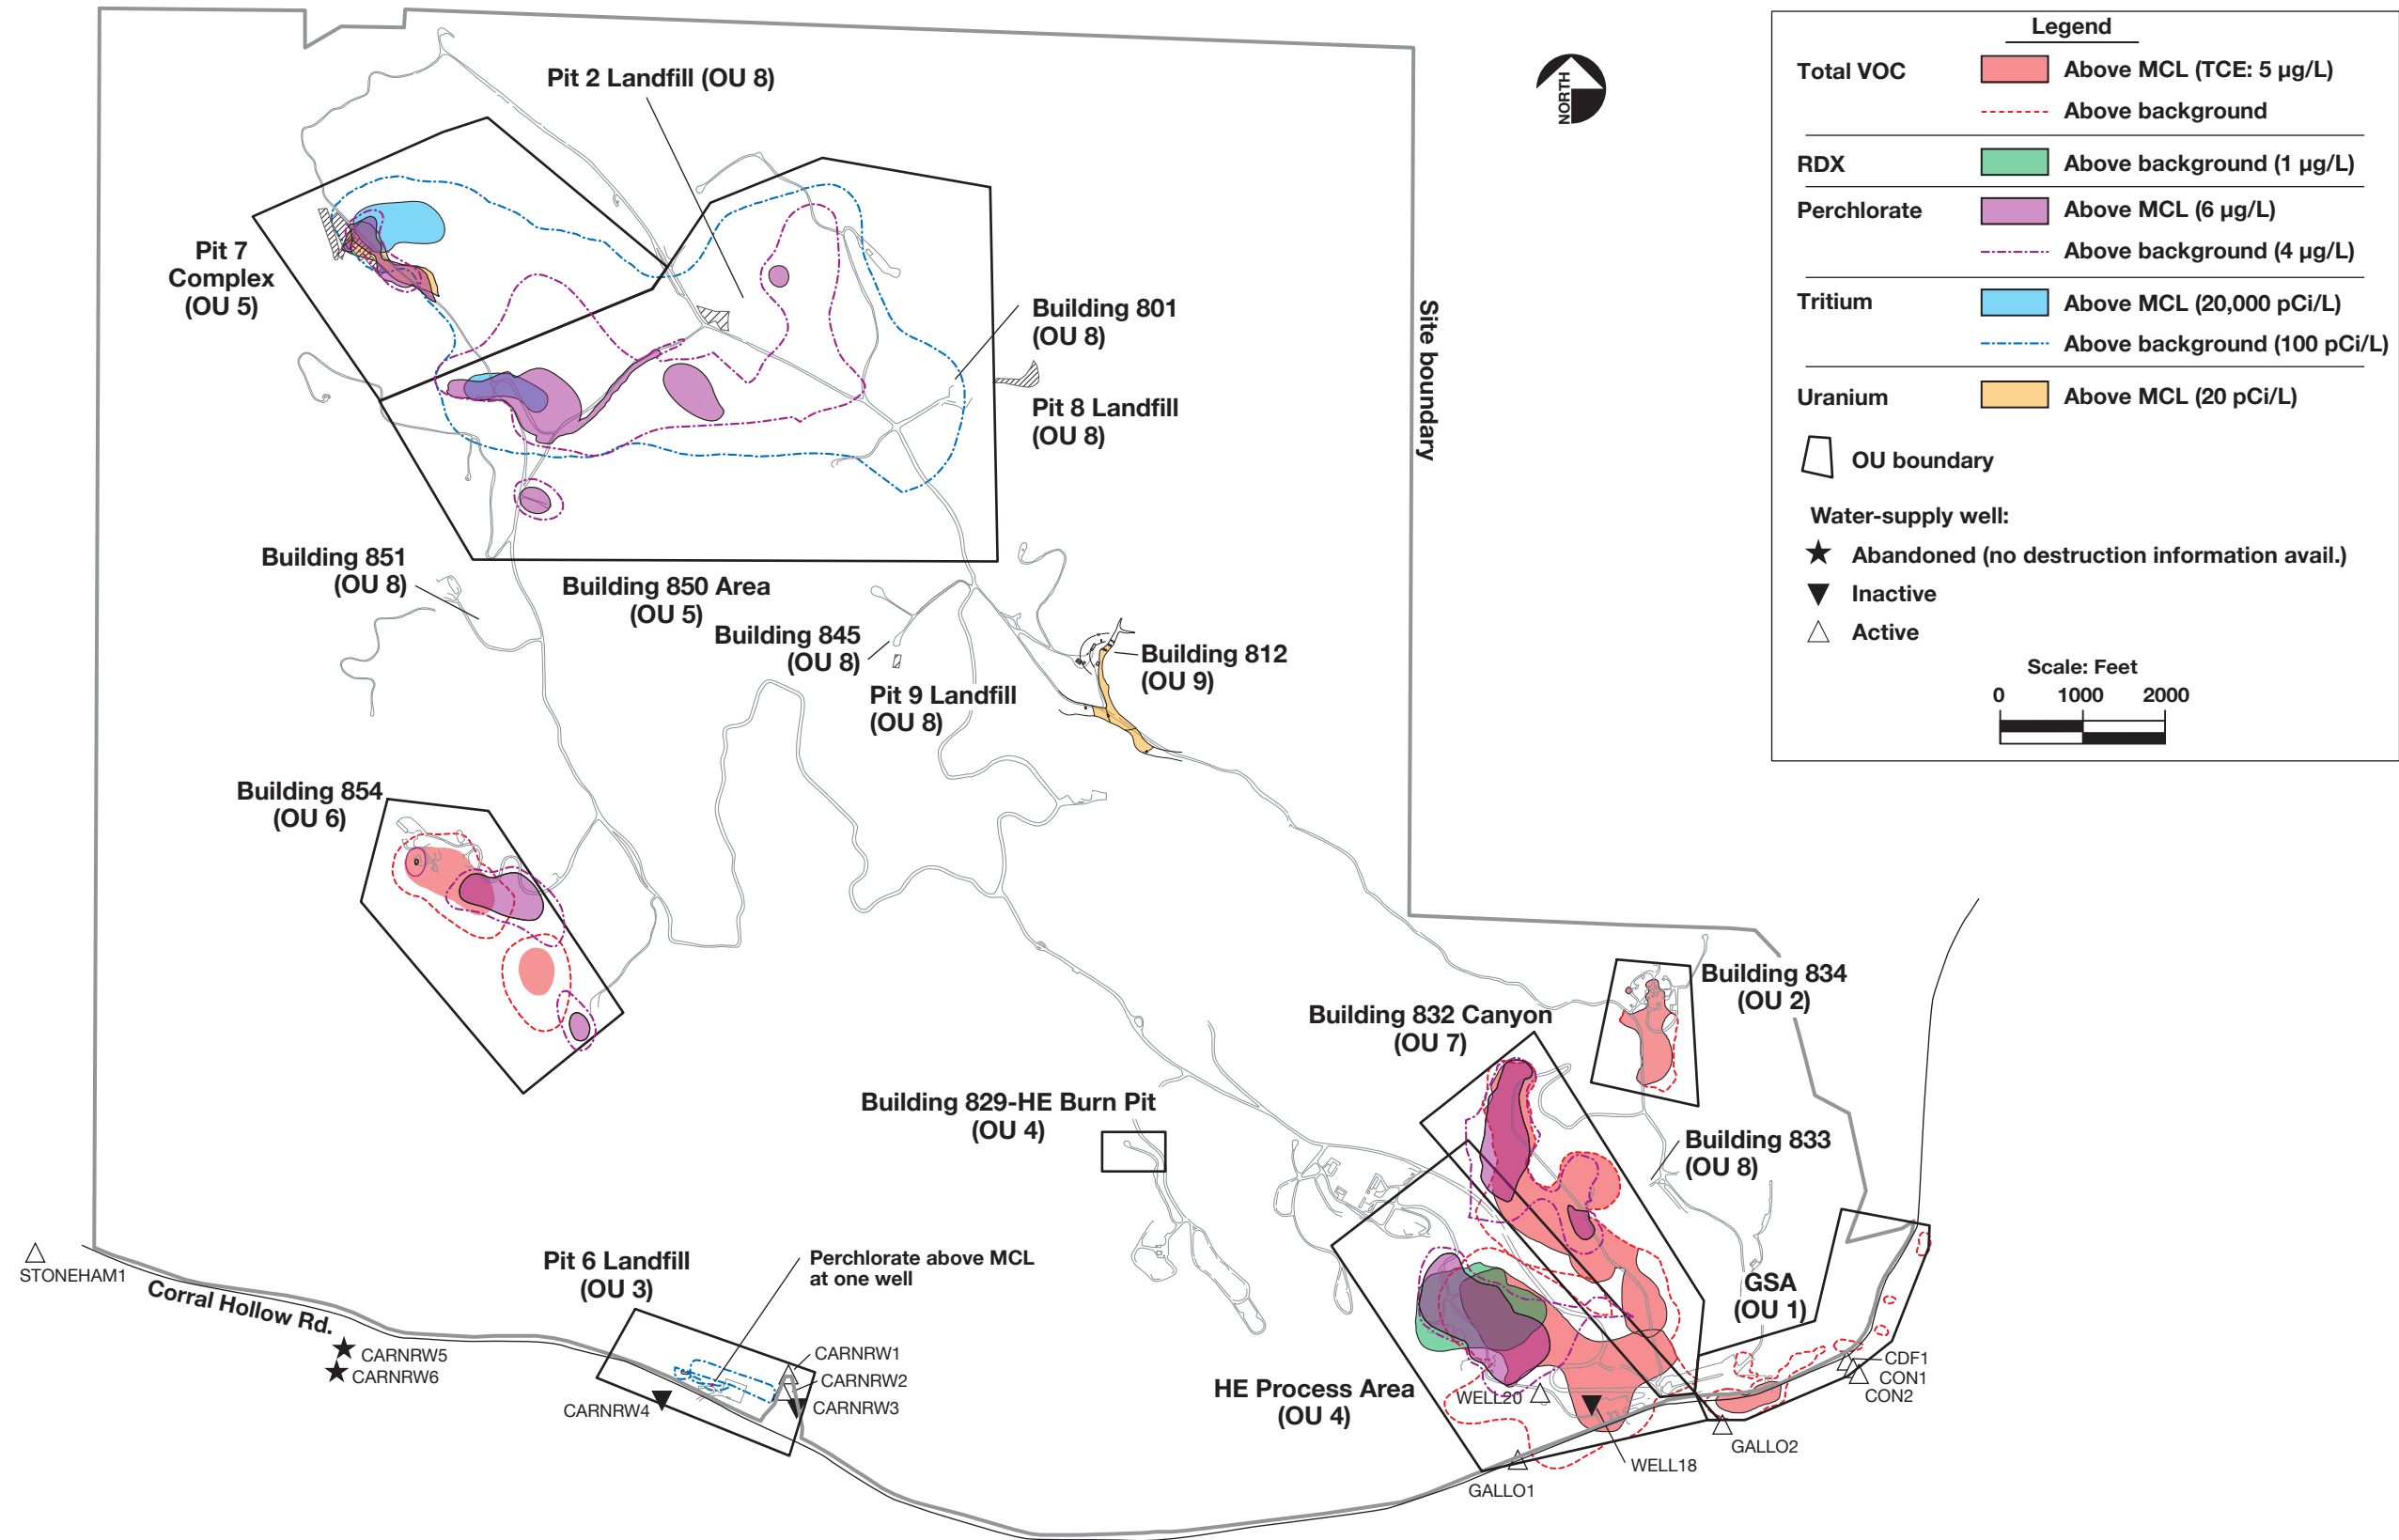 Legend
Total VOC
Above MCL (TCE: 5 µg/L)
Above background
RDX
Above background (1 µg/L)
Perchlorate
Above MCL (6 µg/L)
Above background (4 µg/L)
Tritium
Above MCL (20,000 pCi/L)
Above background (100 pCi/L)
Uranium
Above MCL (20 pCi/L)
OU boundary
Water-supply well:
Abandoned (no destruction information avail.)
Inactive
Active
Scale: Feet
0 1000 2000
NORTH
Site boundary
Pit 2 Landfill (OU 8)
Pit 7
Complex
(OU 5)
Building 801
(OU 8)
Pit 8 Landfill
(OU 8)
Building 851
(OU 8)
Building 850 Area
(OU 5)
Building 845
(OU 8)
Pit 9 Landfill
(OU 8)
Building 812
(OU 9)
Building 854
(OU 6)
Building 834
(OU 2)
Building 832 Canyon
(OU 7)
Building 829-HE Burn Pit
(OU 4)
Building 833
(OU 8)
GSA
(OU 1)
Pit 6 Landfill
(OU 3)
Perchlorate above MCL
at one well
STONEHAM1
Corral Hollow Rd.
CARNRW5
CARNRW6
CARNRW1
CARNRW2
CARNRW3
CARNRW4
HE Process Area
(OU 4)
WELL20
WELL18
GALLO1
GALLO2
CDF1
CON1
CON2